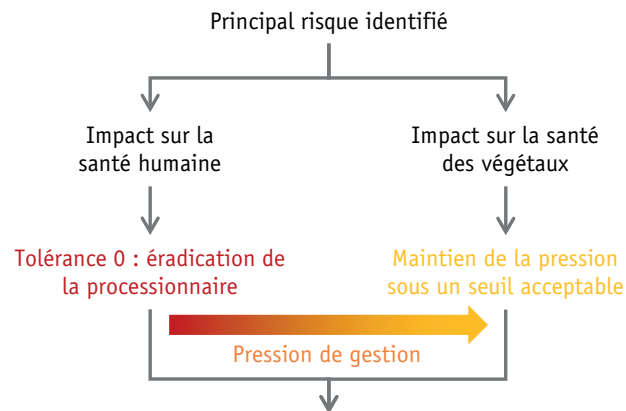 Principal risque identifié
Impact sur la
santé humaine
Impact sur la santé
des végétaux
Tolérance 0 : éradication de
la processionnaire
Maintien de la pression
sous un seuil acceptable
Pression de gestion